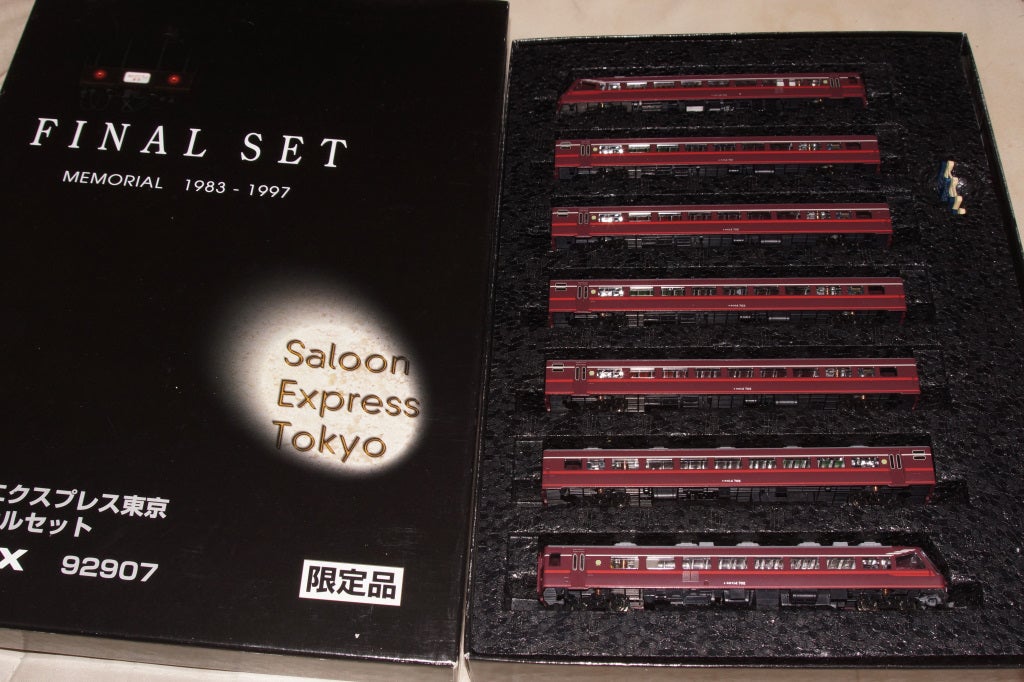 FINAL SET
MEMORIAL 1983 - 1997
Saloon
Express
Tokyo
エクスプレス東京
ルセット
X 92907
限定品